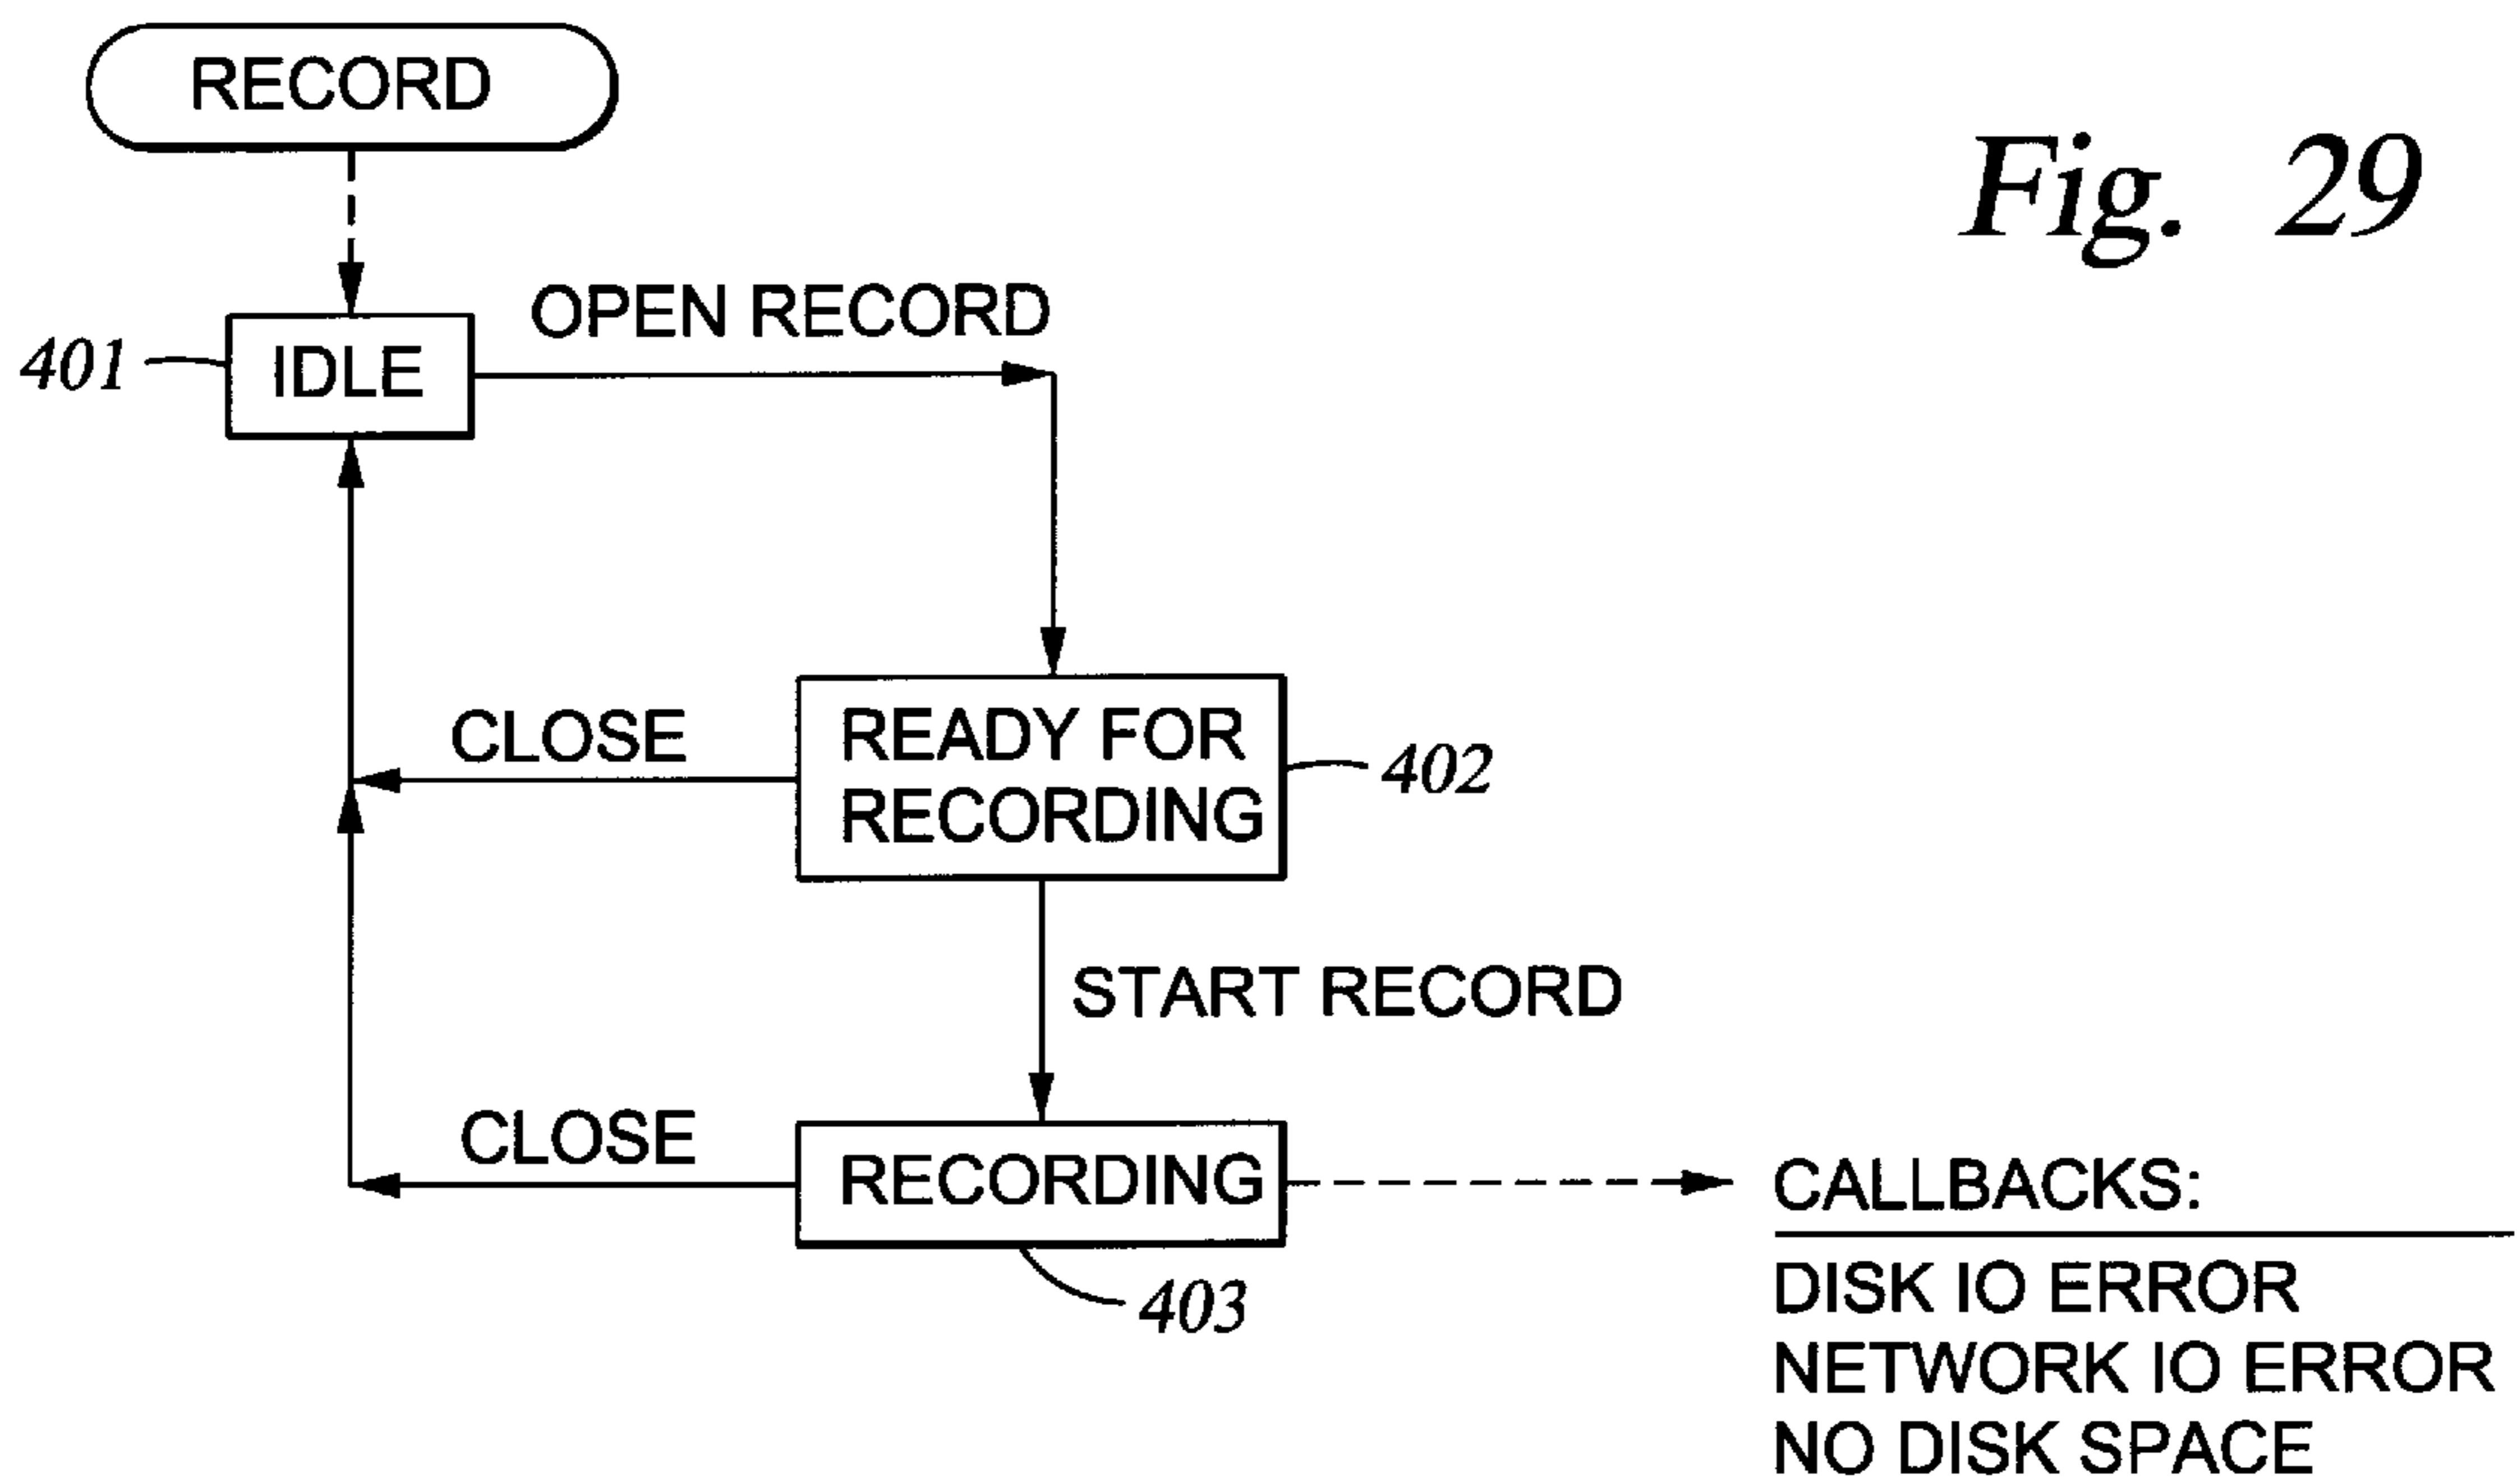 RECORD
Fig. 29
OPEN RECORD
401
IDLE
CLOSE
READY FOR
RECORDING
402
START RECORD
CLOSE
RECORDING
403
CALLBACKS:
DISK IO ERROR
NETWORK IO ERROR
NO DISK SPACE